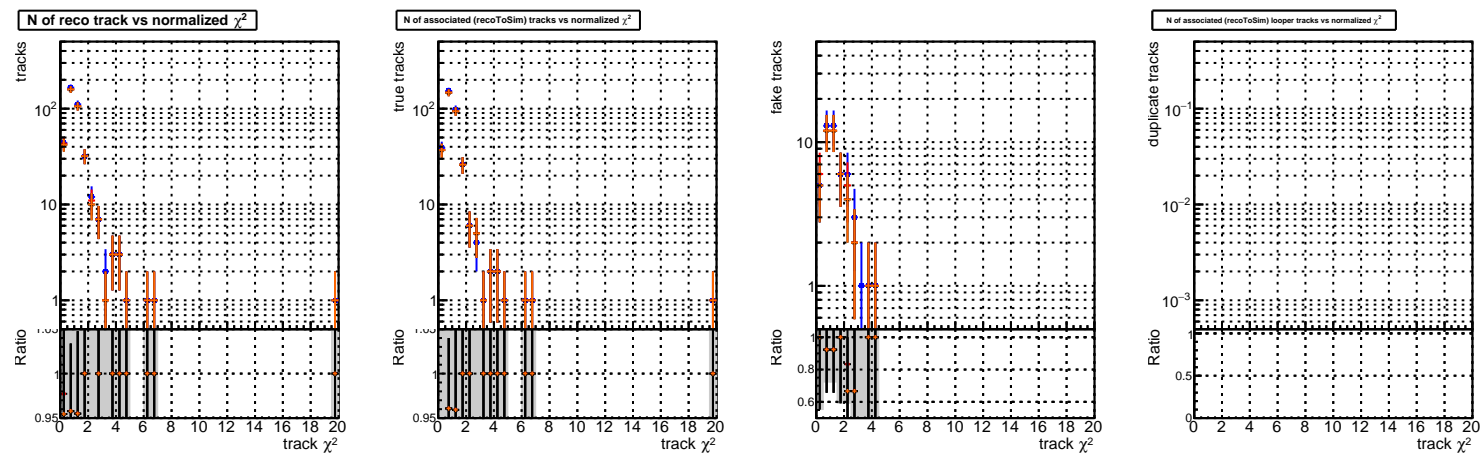 N of reco track vs normalized χ²
tracks
10²
10
1
Ratio
1.05
1
0.95
0 2 4 6 8 10 12 14 16 18 20
track χ²
N of associated (recoToSim) tracks vs normalized χ²
true tracks
10²
10
1
Ratio
1.05
1
0.95
0 2 4 6 8 10 12 14 16 18 20
track χ²
fake tracks
10
1
Ratio
1
0.8
0.6
0 2 4 6 8 10 12 14 16 18 20
track χ²
N of associated (recoToSim) looper tracks vs normalized χ²
duplicate tracks
10⁻¹
10⁻²
10⁻³
Ratio
1
0.5
0
0 2 4 6 8 10 12 14 16 18 20
track χ²